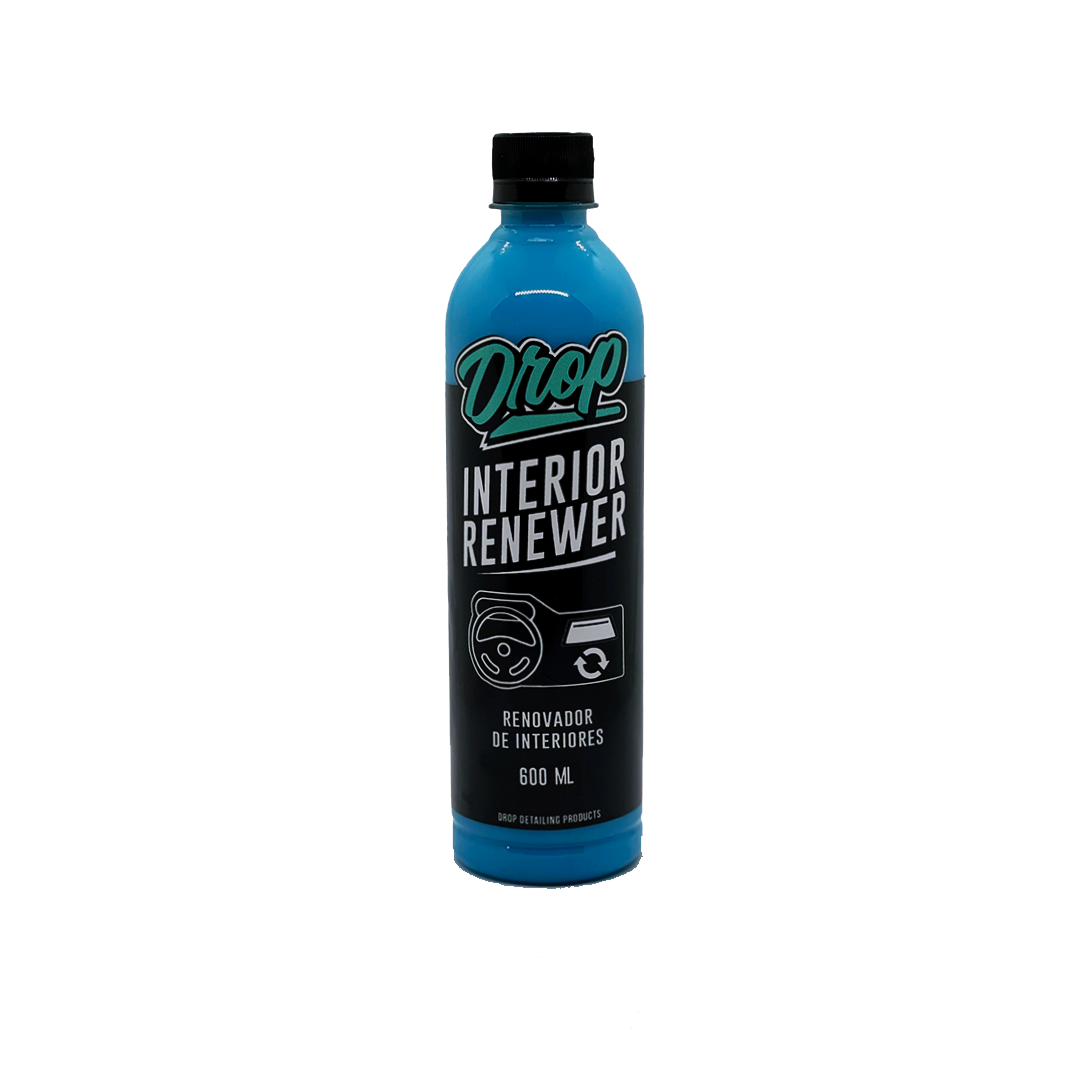 Drop
INTERIOR
RENEWER
RENOVADOR
DE INTERIORES
600 ML
DROP DETAILING PRODUCTS